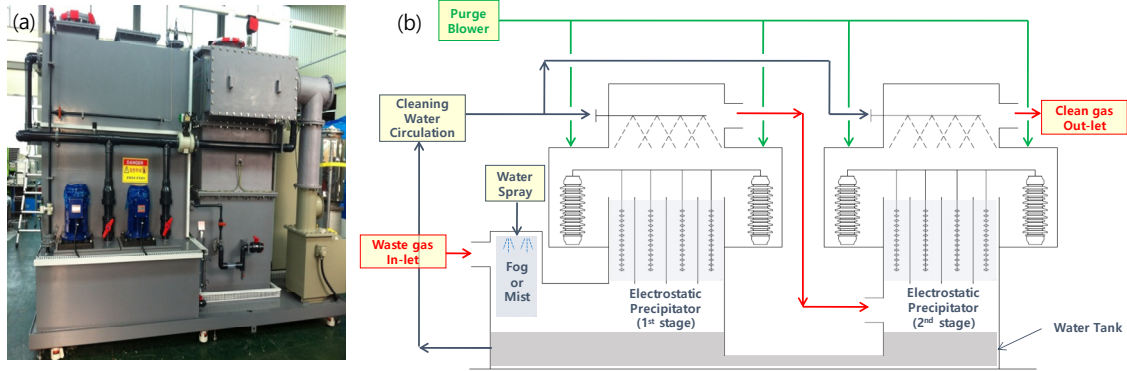 (a)
DANGER
(b)
Purge
Blower
Cleaning
Water
Circulation
Clean gas
Out-let
Water
Spray
Waste gas
In-let
Fog
or
Mist
Electrostatic
Precipitator
(1st stage)
Electrostatic
Precipitator
(2nd stage)
Water Tank